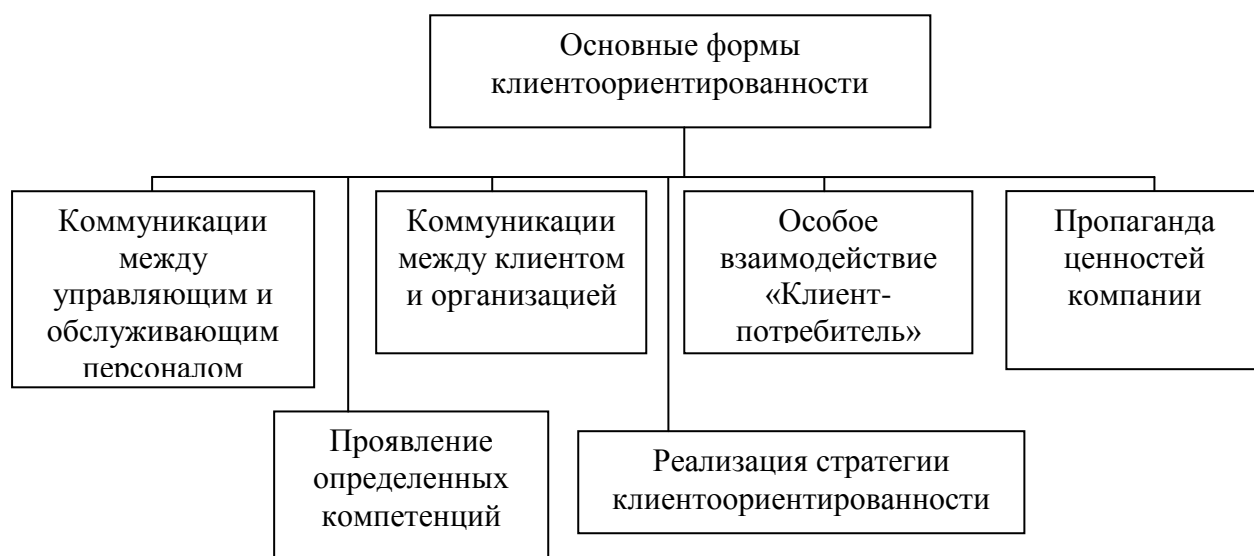 Основные формы
клиентоориентированности
Коммуникации
между
управляющим и
обслуживающим
персоналом
Коммуникации
между клиентом
и организацией
Особое
взаимодействие
«Клиент-
потребитель»
Пропаганда
ценностей
компании
Проявление
определенных
компетенций
Реализация стратегии
клиентоориентированности